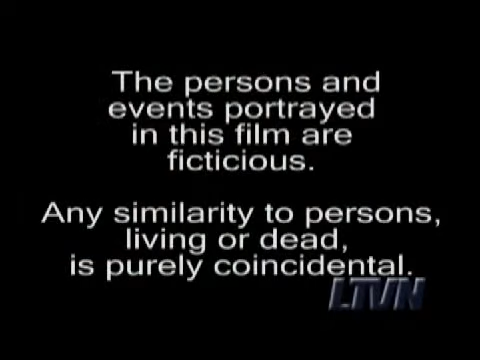 The persons and
events portrayed
in this film are
ficticious.
Any similarity to persons,
living or dead,
is purely coincidental.
LTVN